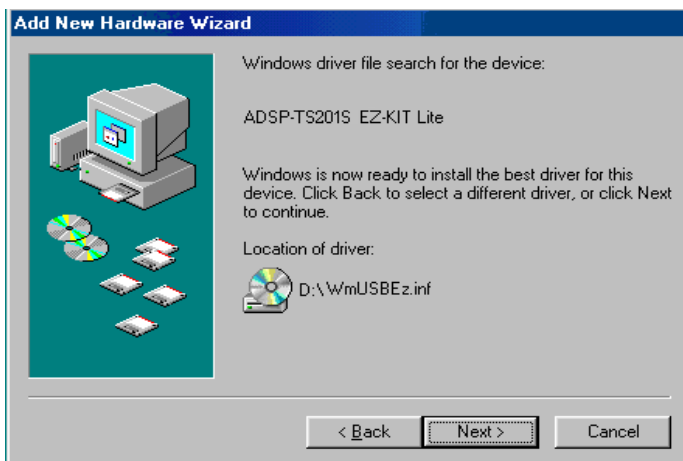 Add New Hardware Wizard
Windows driver file search for the device:
ADSP-TS201S EZ-KIT Lite
Windows is now ready to install the best driver for this
device. Click Back to select a different driver, or click Next
to continue.
Location of driver:
D:\WmUSBEz.inf
< Back
Next >
Cancel